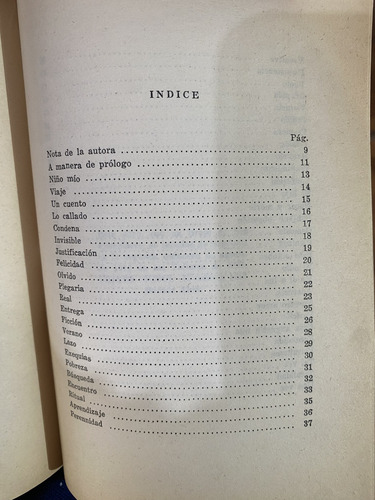 INDICE
Pág.
Nota de la autora ........ 9
A manera de prólogo ........ 11
Niño mío ........ 13
Viaje ........ 14
Un cuento ........ 15
Lo callado ........ 16
Condena ........ 17
Invisible ........ 18
Justificación ........ 19
Felicidad ........ 20
Olvido ........ 21
Plegaria ........ 22
Real ........ 23
Entrega ........ 25
Ficción ........ 26
Verano ........ 28
Lazo ........ 29
Exequias ........ 30
Pobreza ........ 31
Búsqueda ........ 32
Encuentro ........ 33
Ritual ........ 35
Aprendizaje ........ 36
Perennidad ........ 37